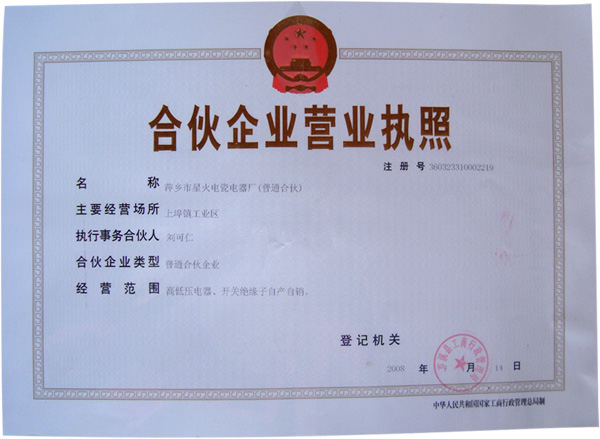 合伙企业营业执照
注册号 360323310002219
名称 萍乡市星火电瓷电器厂(普通合伙)
主要经营场所 上埠镇工业区
执行事务合伙人 刘可仁
合伙企业类型 普通合伙企业
经营范围 高低压电器、开关绝缘子自产自销。
登记机关
2008 年 月 18 日
中华人民共和国国家工商行政管理总局制